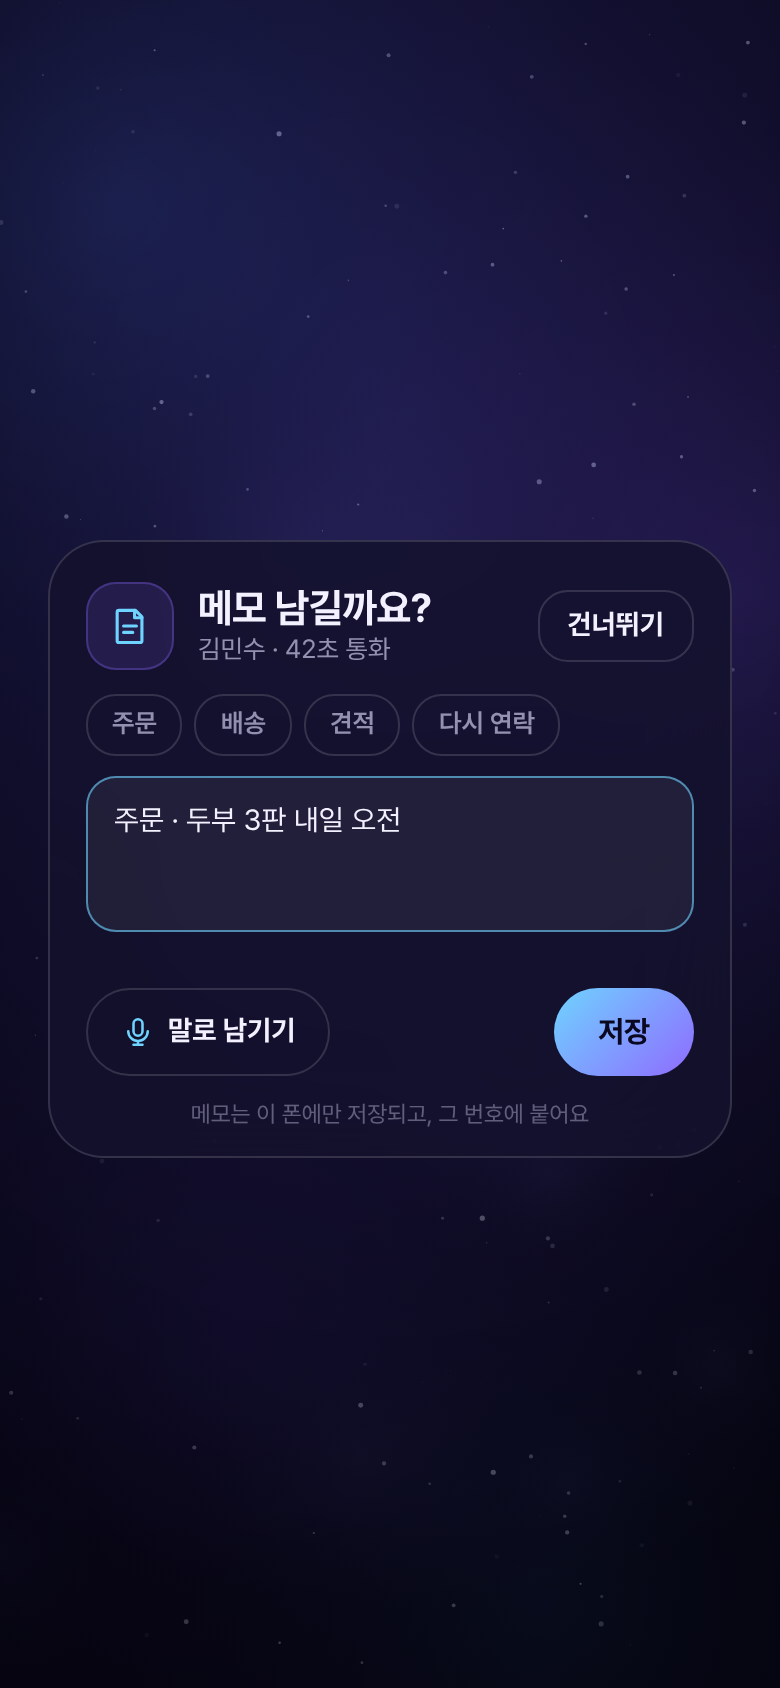 메모 남길까요?
김민수 · 42초 통화
건너뛰기
주문
배송
견적
다시 연락
주문 · 두부 3판 내일 오전
말로 남기기
저장
메모는 이 폰에만 저장되고, 그 번호에 붙어요